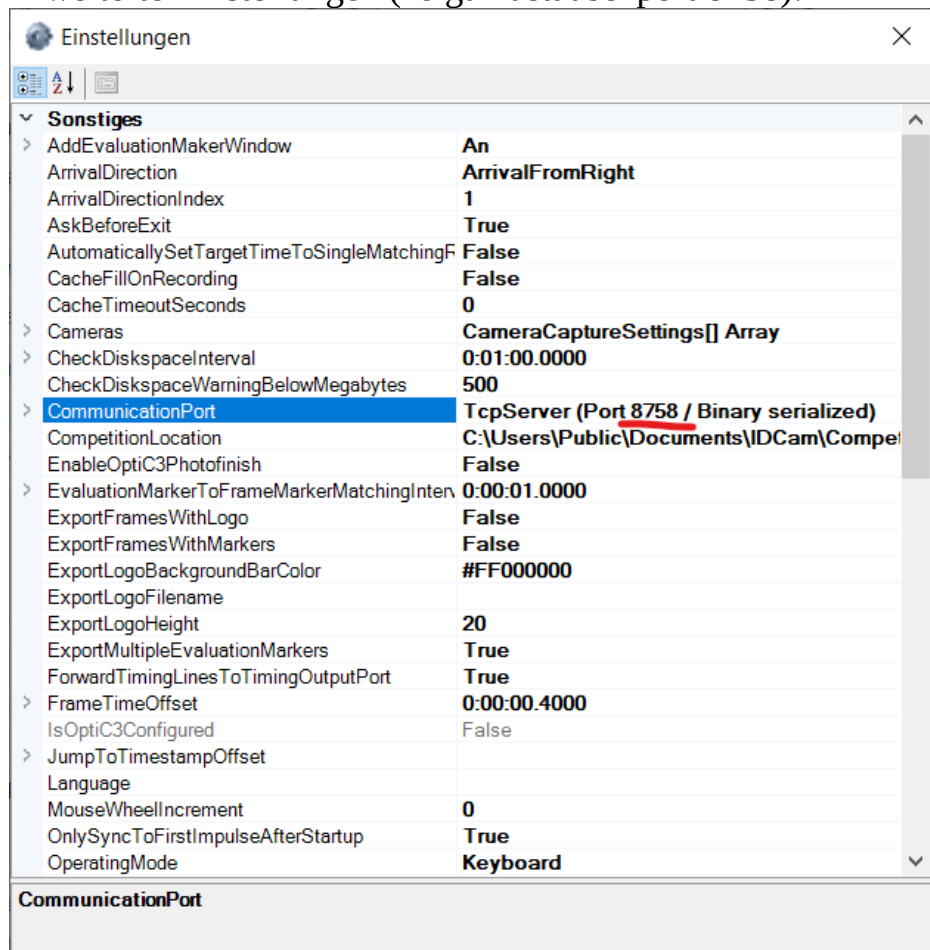 Einstellungen
Sonstiges
AddEvaluationMakerWindow An
ArrivalDirection ArrivalFromRight
ArrivalDirectionIndex 1
AskBeforeExit True
AutomaticallySetTargetTimeToSingleMatchingR False
CacheFillOnRecording False
CacheTimeoutSeconds 0
Cameras CameraCaptureSettings[] Array
CheckDiskspaceInterval 0:01:00.0000
CheckDiskspaceWarningBelowMegabytes 500
CommunicationPort TcpServer (Port 8758 / Binary serialized)
CompetitionLocation C:\Users\Public\Documents\IDCam\Compet
EnableOptiC3Photofinish False
EvaluationMarkerToFrameMarkerMatchingInterv 0:00:01.0000
ExportFramesWithLogo False
ExportFramesWithMarkers False
ExportLogoBackgroundBarColor #FF000000
ExportLogoFilename
ExportLogoHeight 20
ExportMultipleEvaluationMarkers True
ForwardTimingLinesToTimingOutputPort True
FrameTimeOffset 0:00:00.4000
IsOptiC3Configured False
JumpToTimestampOffset
Language
MouseWheelIncrement 0
OnlySyncToFirstImpulseAfterStartup True
OperatingMode Keyboard
CommunicationPort